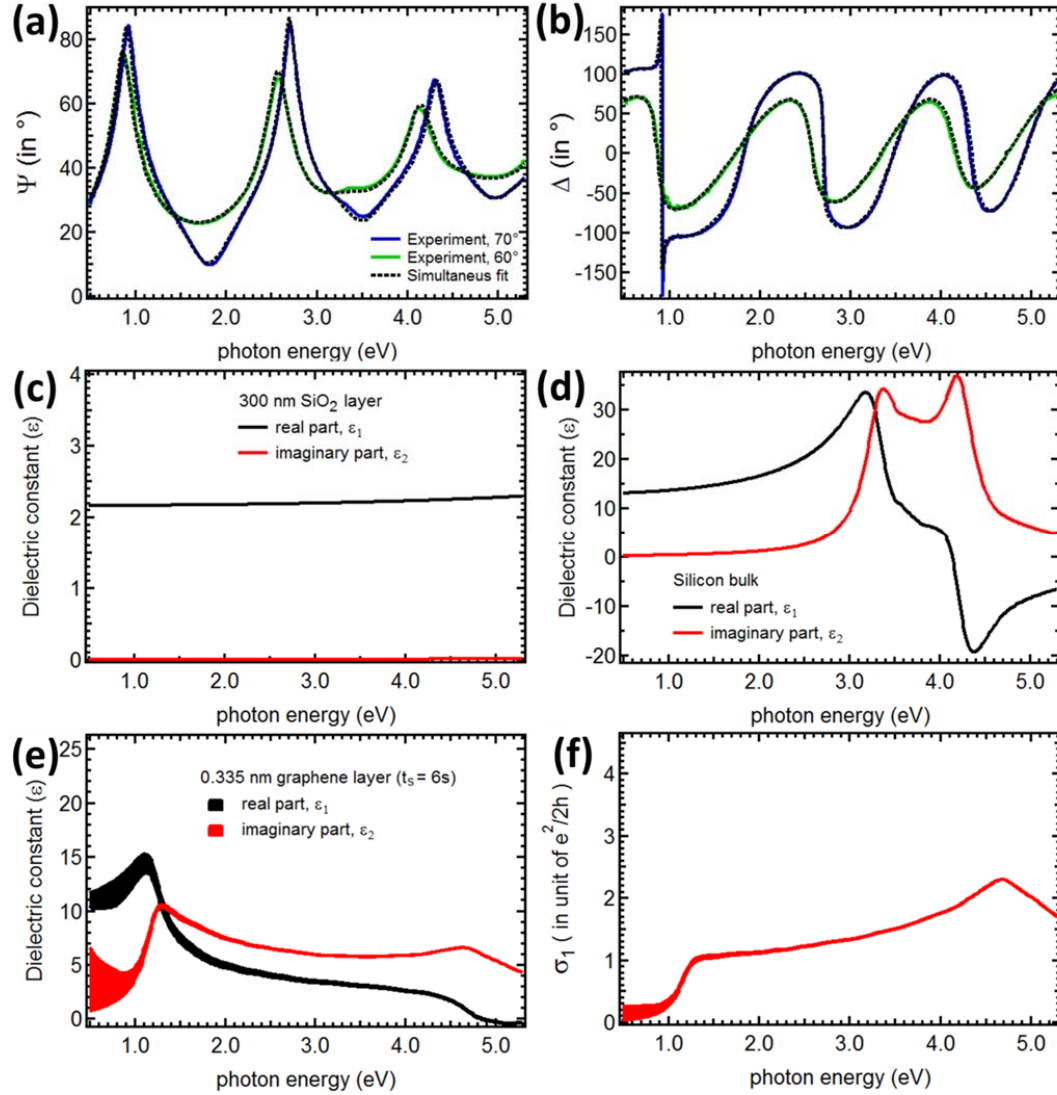 (a)
80
60
40
20
0
Ψ (in °)
Experiment, 70°
Experiment, 60°
Simultaneus fit
1.0 2.0 3.0 4.0 5.0
photon energy (eV)
(b)
150
100
50
0
-50
-100
-150
Δ (in °)
1.0 2.0 3.0 4.0 5.0
photon energy (eV)
(c)
4
3
2
1
0
Dielectric constant (ε)
300 nm SiO₂ layer
real part, ε₁
imaginary part, ε₂
1.0 2.0 3.0 4.0 5.0
photon energy (eV)
(d)
30
20
10
0
-10
-20
Dielectric constant (ε)
Silicon bulk
real part, ε₁
imaginary part, ε₂
1.0 2.0 3.0 4.0 5.0
photon energy (eV)
(e)
25
20
15
10
5
0
Dielectric constant (ε)
0.335 nm graphene layer (tₛ = 6s)
real part, ε₁
imaginary part, ε₂
1.0 2.0 3.0 4.0 5.0
photon energy (eV)
(f)
4
3
2
1
0
σ₁ ( in unit of e²/2h )
1.0 2.0 3.0 4.0 5.0
photon energy (eV)